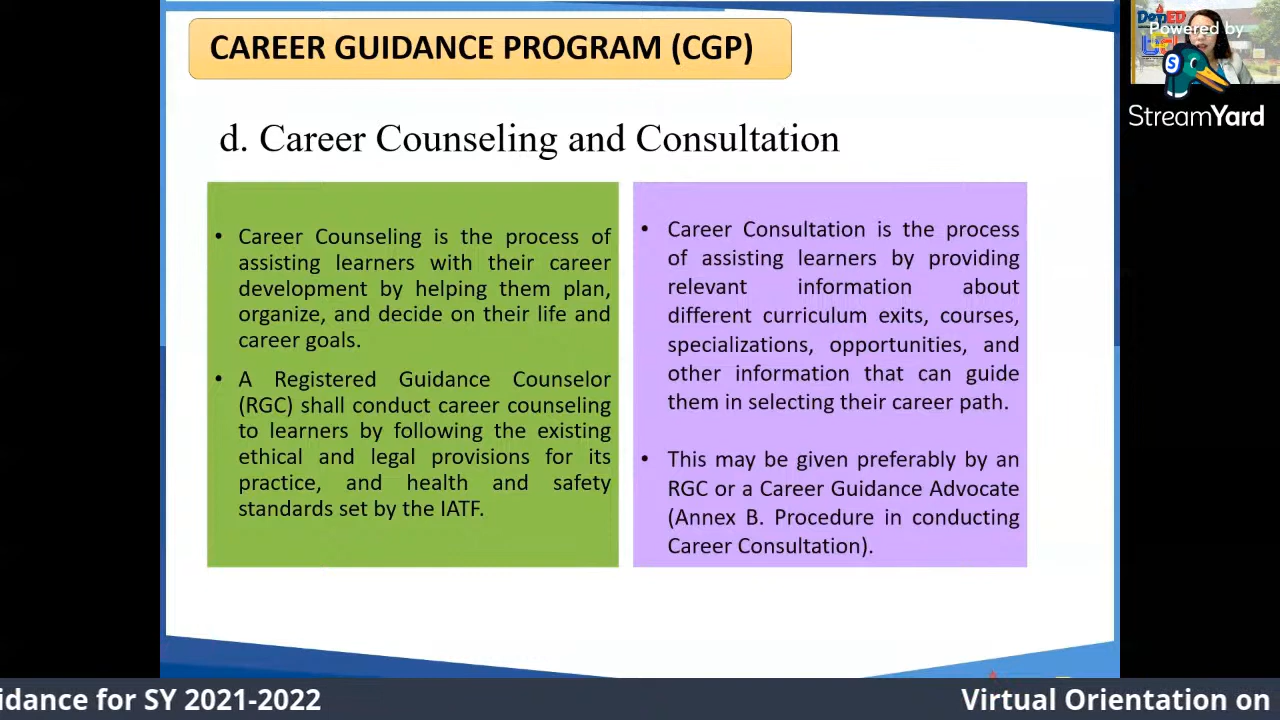 CAREER GUIDANCE PROGRAM (CGP)
DepED
Powered by
S
StreamYard
d. Career Counseling and Consultation
• Career Counseling is the process of
assisting learners with their career
development by helping them plan,
organize, and decide on their life and
career goals.
• A Registered Guidance Counselor
(RGC) shall conduct career counseling
to learners by following the existing
ethical and legal provisions for its
practice, and health and safety
standards set by the IATF.
• Career Consultation is the process
of assisting learners by providing
relevant information about
different curriculum exits, courses,
specializations, opportunities, and
other information that can guide
them in selecting their career path.
• This may be given preferably by an
RGC or a Career Guidance Advocate
(Annex B. Procedure in conducting
Career Consultation).
idance for SY 2021-2022
Virtual Orientation on